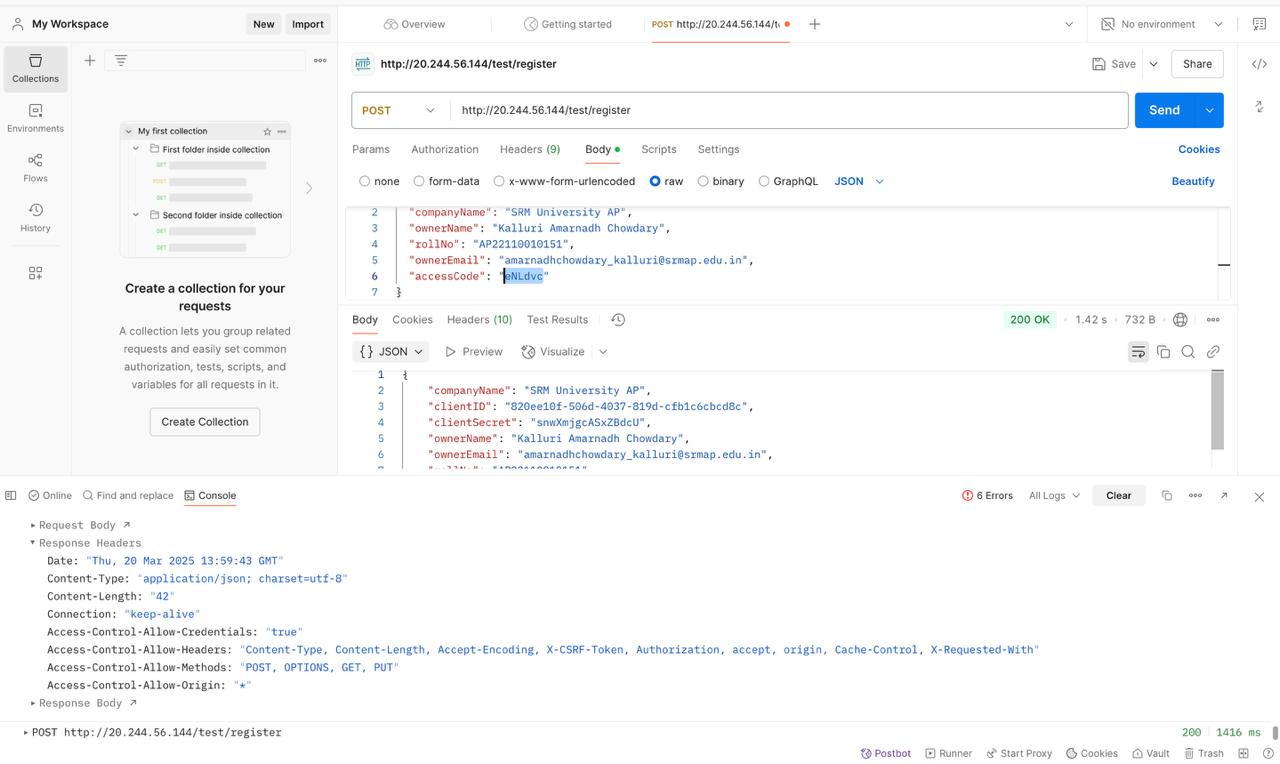 My Workspace
New
Import
Overview
Getting started
POST http://20.244.56.144/t
No environment
Collections
Environments
Flows
History
My first collection
First folder inside collection
GET
POST
GET
Second folder inside collection
GET
GET
Create a collection for your
requests
A collection lets you group related
requests and easily set common
authorization, tests, scripts, and
variables for all requests in it.
Create Collection
HTTP
http://20.244.56.144/test/register
Save
Share
POST
http://20.244.56.144/test/register
Send
Params
Authorization
Headers (9)
Body
Scripts
Settings
Cookies
none
form-data
x-www-form-urlencoded
raw
binary
GraphQL
JSON
Beautify
2 "companyName": "SRM University AP",
3 "ownerName": "Kalluri Amarnadh Chowdary",
4 "rollNo": "AP22110010151",
5 "ownerEmail": "amarnadhchowdary_kalluri@srmap.edu.in",
6 "accessCode": "eNLdvc"
7 }
Body
Cookies
Headers (10)
Test Results
200 OK
1.42 s
732 B
{ } JSON
Preview
Visualize
1 {
2 "companyName": "SRM University AP",
3 "clientID": "820ee10f-506d-4037-819d-cfb1c6cbcd8c",
4 "clientSecret": "snwXmjgcASxZBdcU",
5 "ownerName": "Kalluri Amarnadh Chowdary",
6 "ownerEmail": "amarnadhchowdary_kalluri@srmap.edu.in",
7 "rollNo": "AP22110010151"
Online
Find and replace
Console
6 Errors
All Logs
Clear
Request Body
Response Headers
Date: "Thu, 20 Mar 2025 13:59:43 GMT"
Content-Type: "application/json; charset=utf-8"
Content-Length: "42"
Connection: "keep-alive"
Access-Control-Allow-Credentials: "true"
Access-Control-Allow-Headers: "Content-Type, Content-Length, Accept-Encoding, X-CSRF-Token, Authorization, accept, origin, Cache-Control, X-Requested-With"
Access-Control-Allow-Methods: "POST, OPTIONS, GET, PUT"
Access-Control-Allow-Origin: "*"
Response Body
POST http://20.244.56.144/test/register
200
1416 ms
Postbot
Runner
Start Proxy
Cookies
Vault
Trash